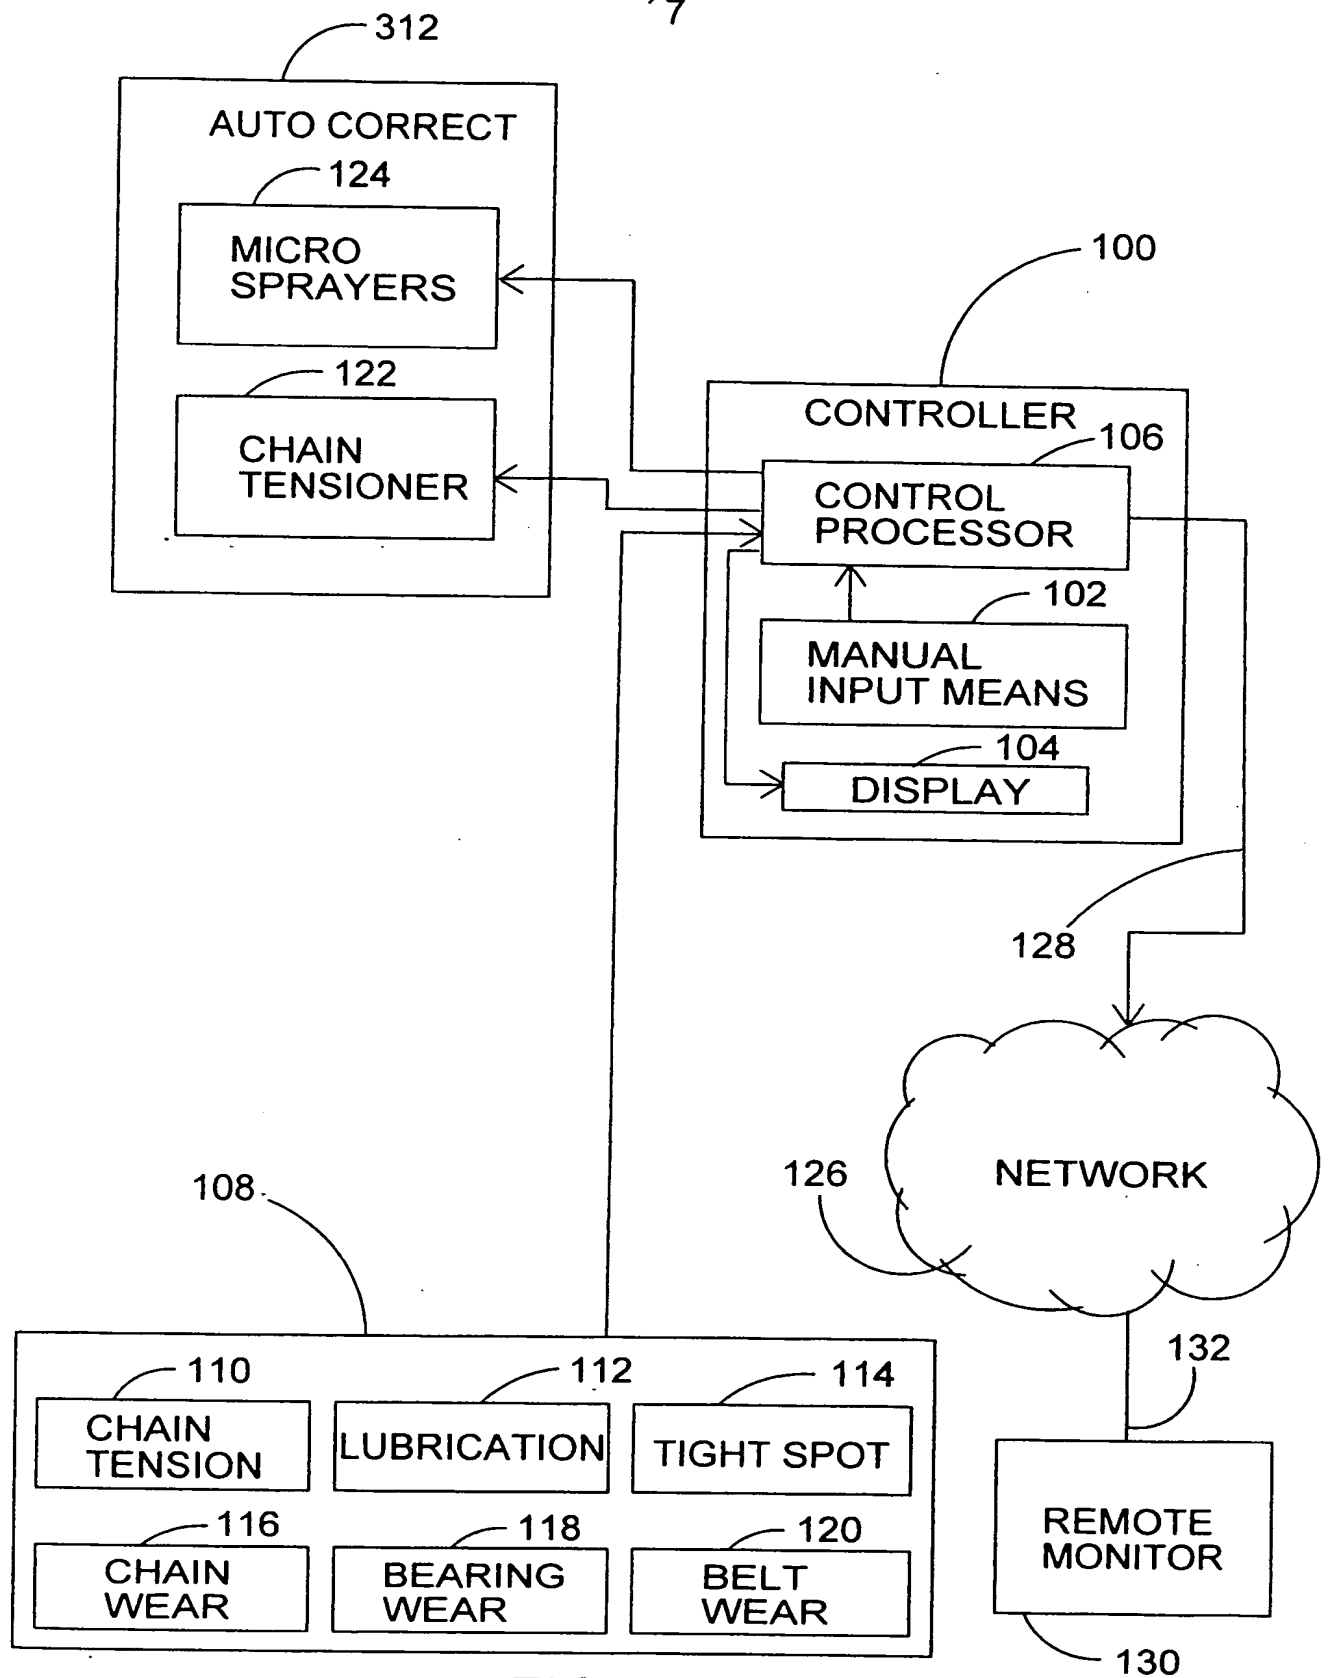 7
312
AUTO CORRECT
124
MICRO
SPRAYERS
122
CHAIN
TENSIONER
100
CONTROLLER
106
CONTROL
PROCESSOR
102
MANUAL
INPUT MEANS
104
DISPLAY
128
126
NETWORK
108
110
CHAIN
TENSION
112
LUBRICATION
114
TIGHT SPOT
116
CHAIN
WEAR
118
BEARING
WEAR
120
BELT
WEAR
132
REMOTE
MONITOR
130